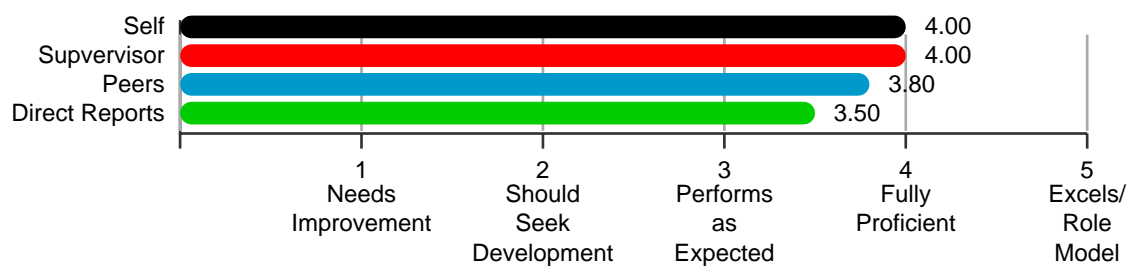 Self 4.00
Supvervisor 4.00
Peers 3.80
Direct Reports 3.50
1 2 3 4 5
Needs Should Performs Fully Excels/
Improvement Seek as Proficient Role
Development Expected Model